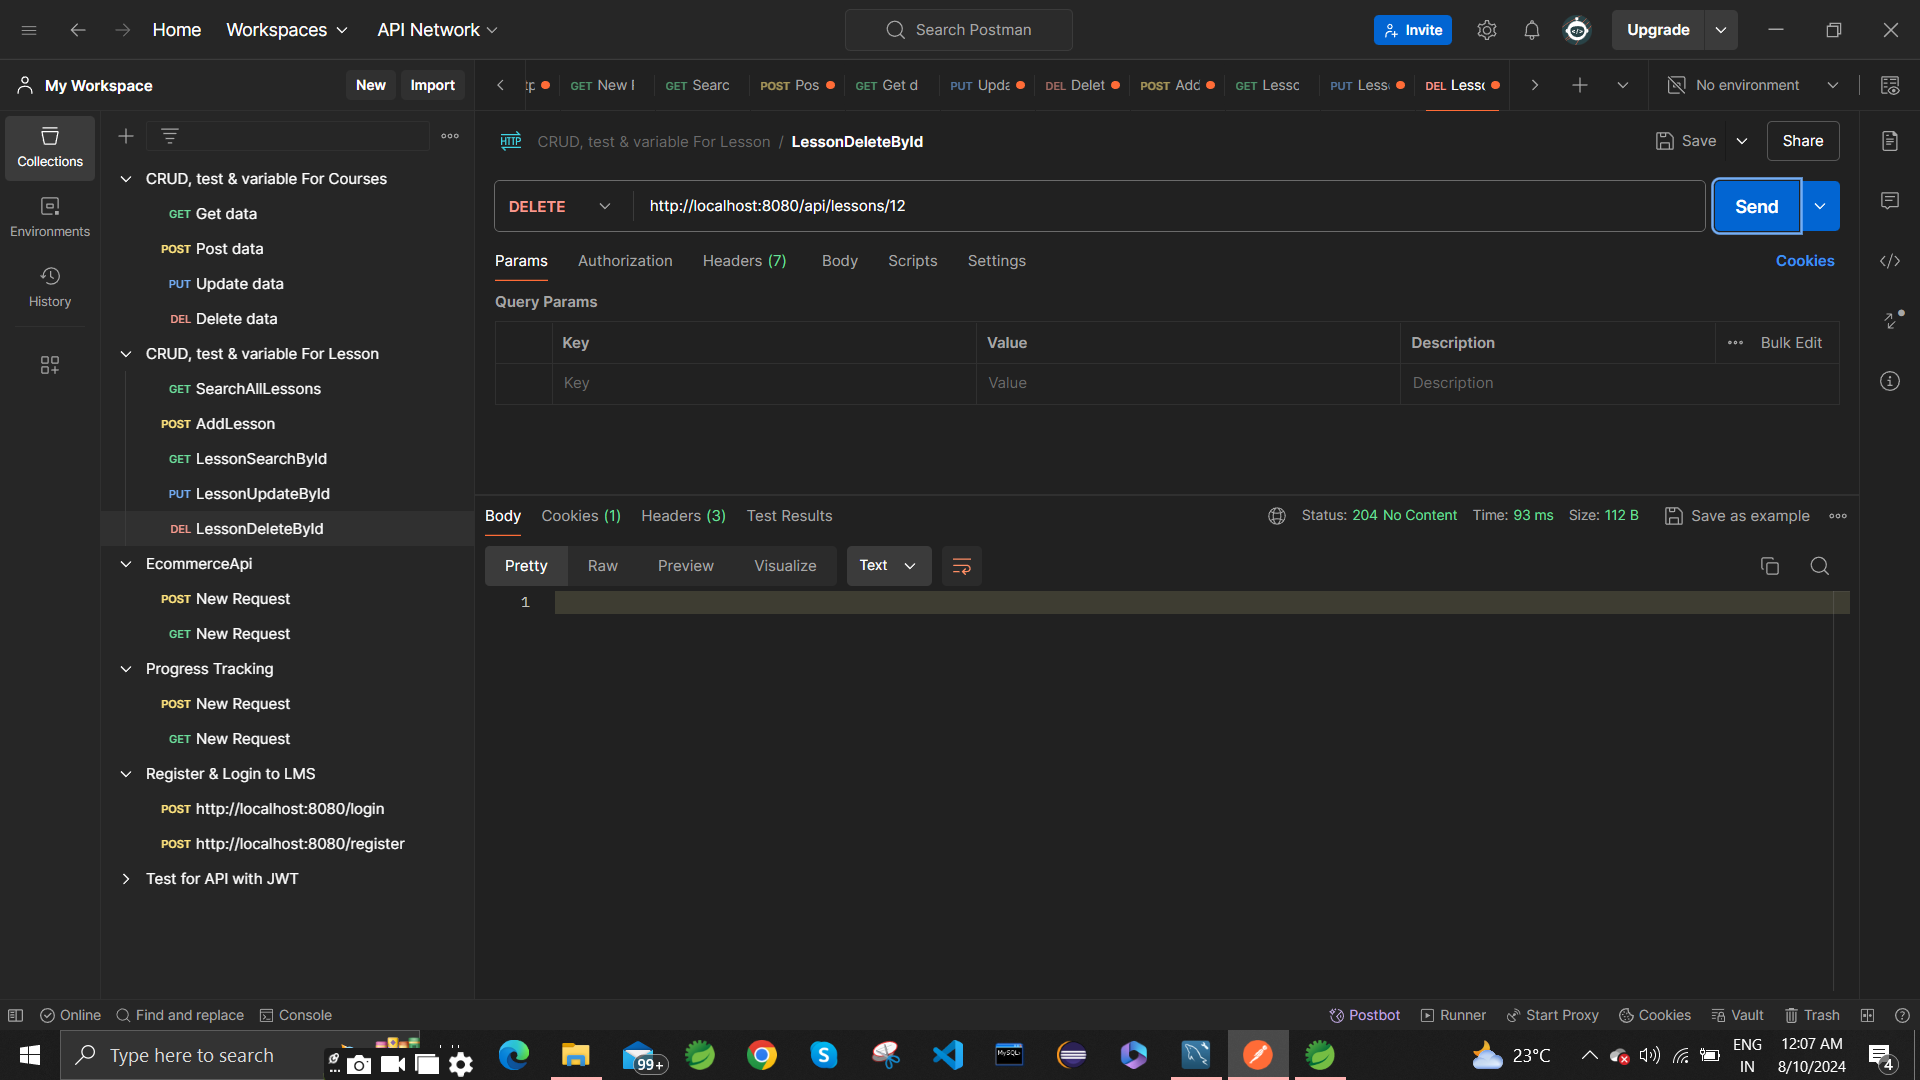 Home
Workspaces
API Network
Search Postman
Invite
Upgrade
My Workspace
New
Import
GET New
GET Searc
POST Pos
GET Get d
PUT Upda
DEL Delet
POST Add
GET Lesso
PUT Less
DEL Lesso
No environment
Collections
Environments
History
CRUD, test & variable For Courses
GET Get data
POST Post data
PUT Update data
DEL Delete data
CRUD, test & variable For Lesson
GET SearchAllLessons
POST AddLesson
GET LessonSearchById
PUT LessonUpdateById
DEL LessonDeleteById
EcommerceApi
POST New Request
GET New Request
Progress Tracking
POST New Request
GET New Request
Register & Login to LMS
POST http://localhost:8080/login
POST http://localhost:8080/register
Test for API with JWT
HTTP CRUD, test & variable For Lesson / LessonDeleteById
Save
Share
DELETE http://localhost:8080/api/lessons/12
Send
Params Authorization Headers (7) Body Scripts Settings
Cookies
Query Params
Key Value Description
Bulk Edit
Key Value Description
Body Cookies (1) Headers (3) Test Results
Status: 204 No Content Time: 93 ms Size: 112 B
Save as example
Pretty Raw Preview Visualize
Text
1
Online Find and replace Console
Postbot Runner Start Proxy Cookies Vault Trash
Type here to search
99+
MySQL
23°C
ENG
IN
12:07 AM
8/10/2024
4